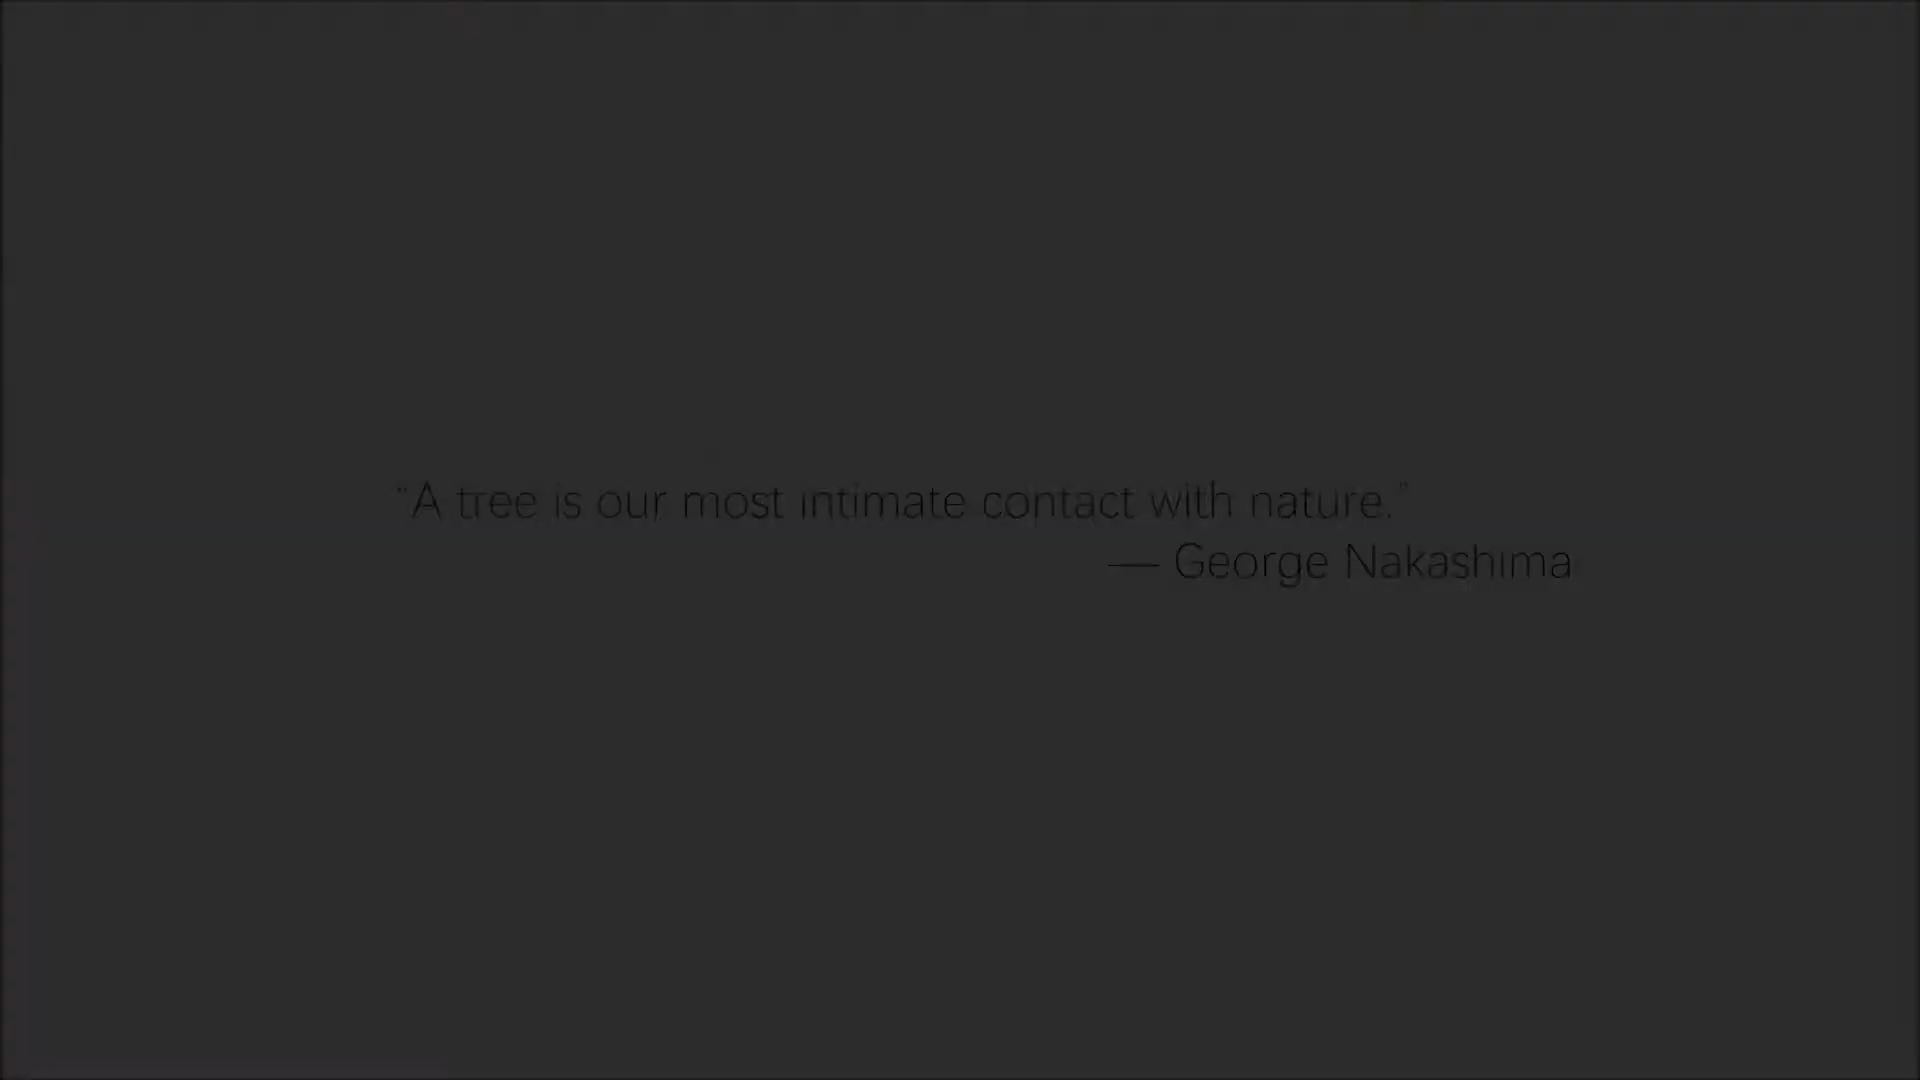 “A tree is our most intimate contact with nature.”
— George Nakashima